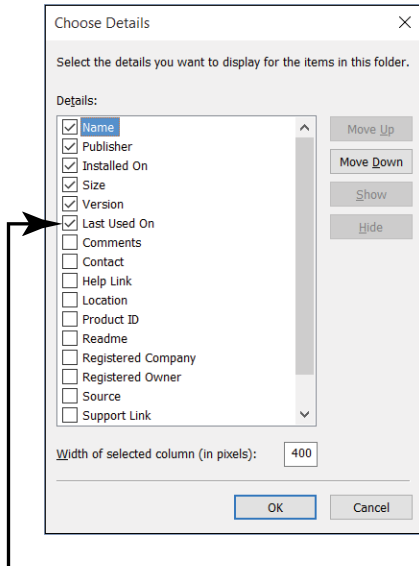 Choose Details
Select the details you want to display for the items in this folder.
Details:
Name
Publisher
Installed On
Size
Version
Last Used On
Comments
Contact
Help Link
Location
Product ID
Readme
Registered Company
Registered Owner
Source
Support Link
Move Up
Move Down
Show
Hide
Width of selected column (in pixels): 400
OK Cancel